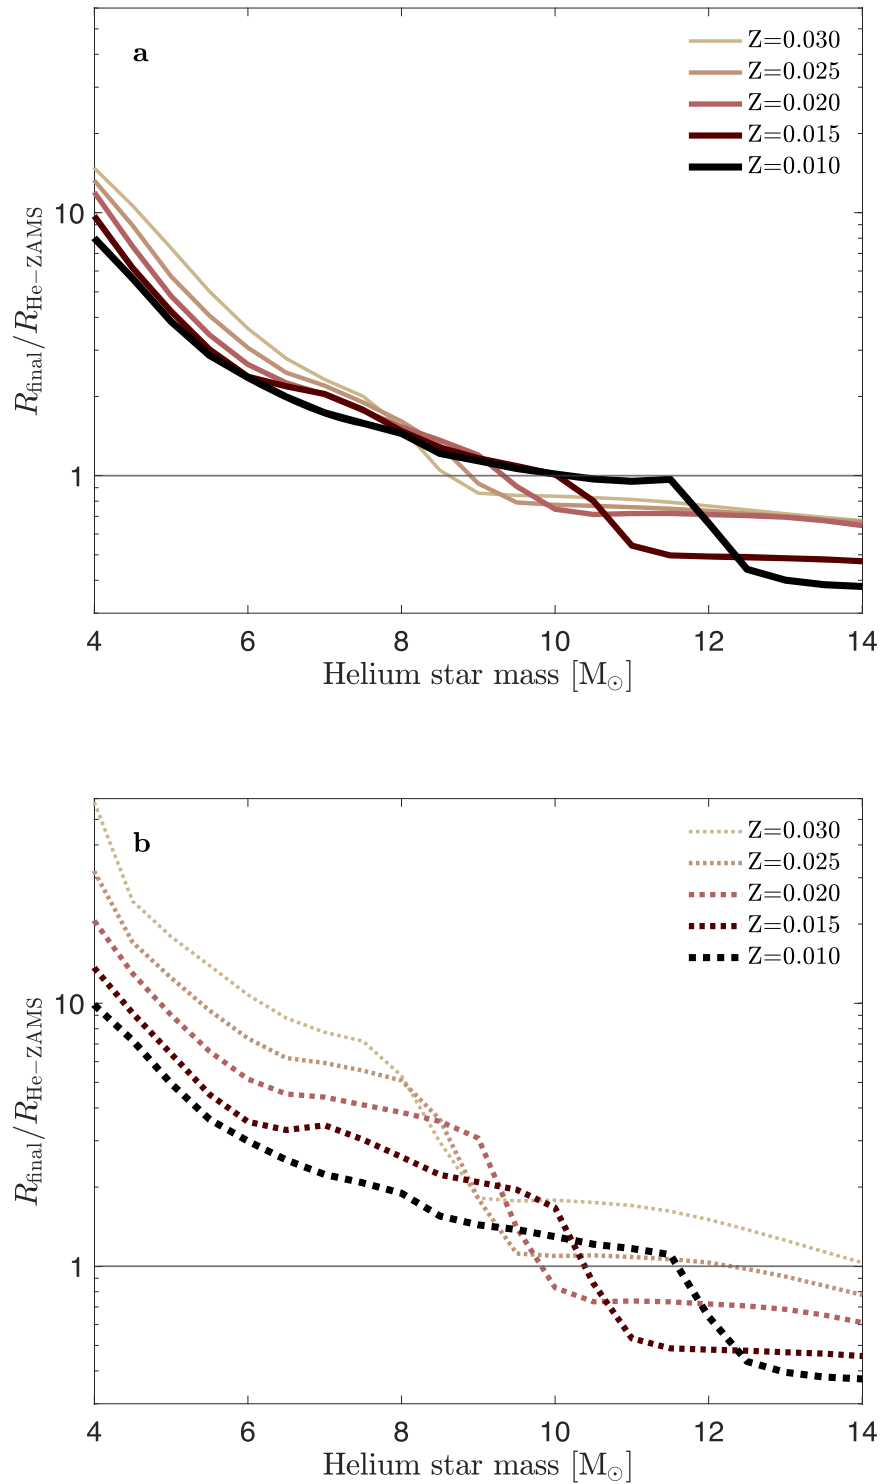 a
Z=0.030
Z=0.025
Z=0.020
Z=0.015
Z=0.010
10
1
R_final/R_He−ZAMS
4 6 8 10 12 14
Helium star mass [M_⊙]
b
Z=0.030
Z=0.025
Z=0.020
Z=0.015
Z=0.010
10
1
R_final/R_He−ZAMS
4 6 8 10 12 14
Helium star mass [M_⊙]